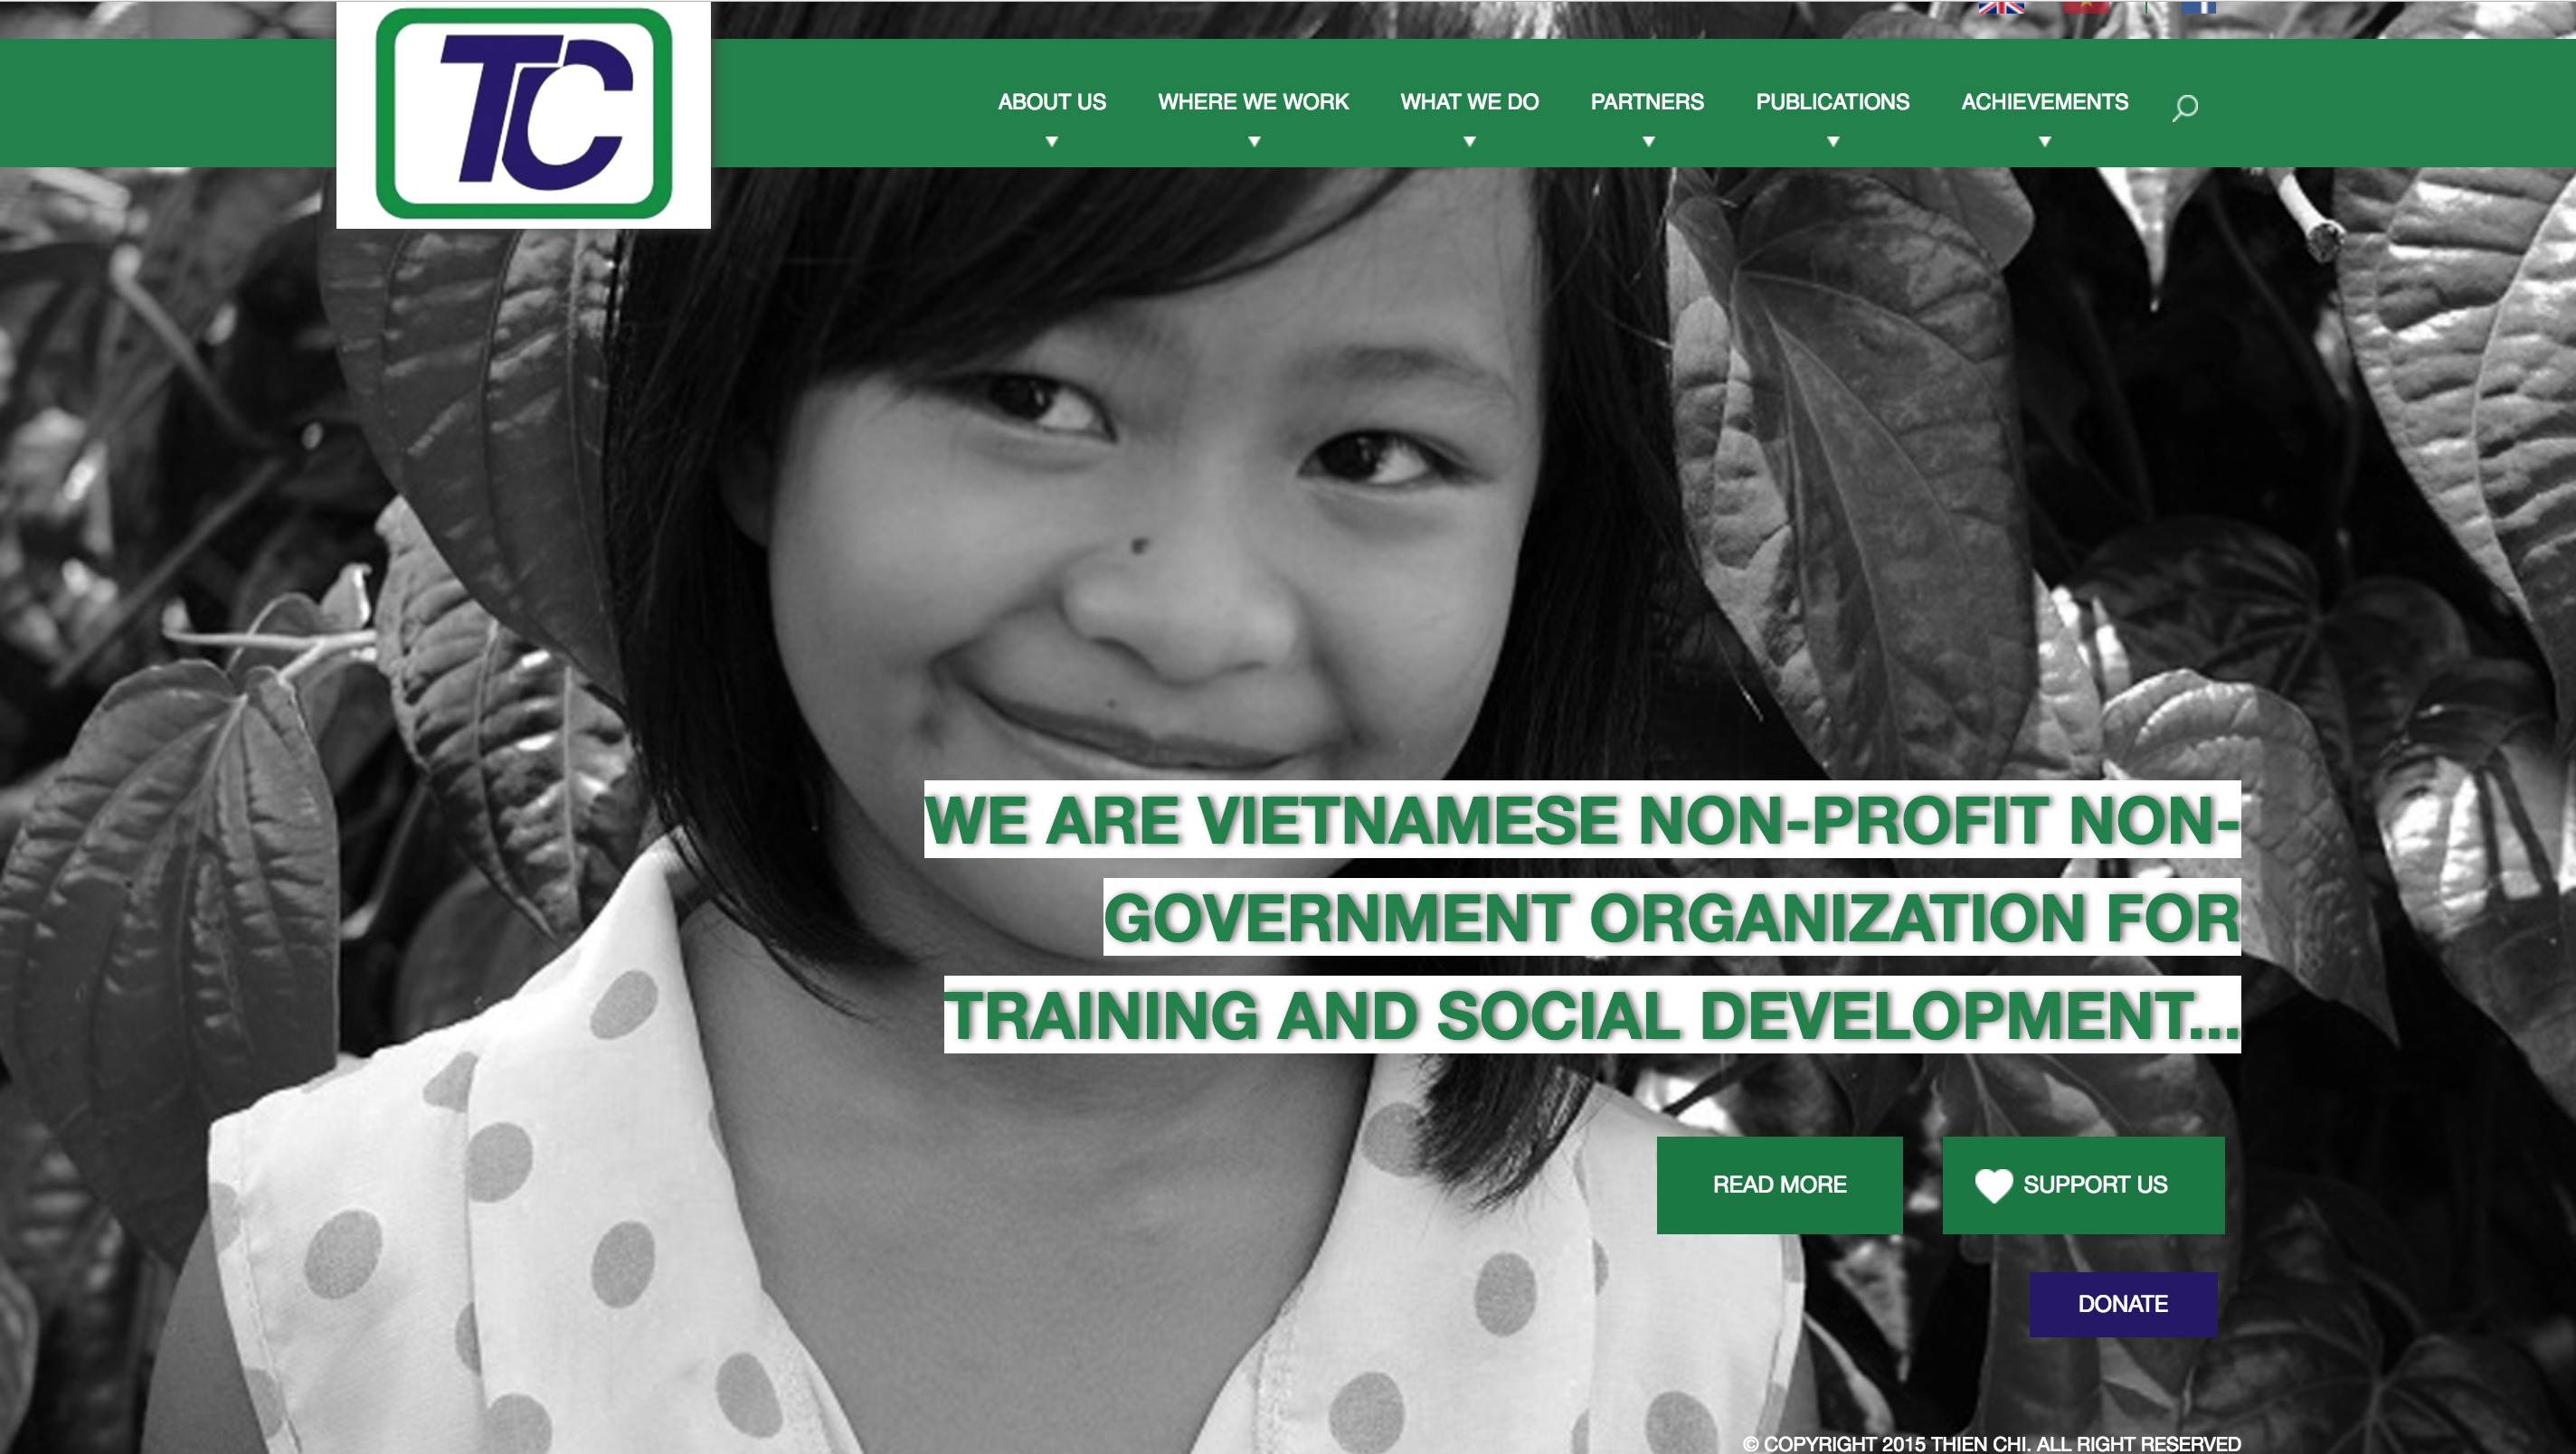 TC
ABOUT US
WHERE WE WORK
WHAT WE DO
PARTNERS
PUBLICATIONS
ACHIEVEMENTS
WE ARE VIETNAMESE NON-PROFIT NON-
GOVERNMENT ORGANIZATION FOR
TRAINING AND SOCIAL DEVELOPMENT...
READ MORE
SUPPORT US
DONATE
© COPYRIGHT 2015 THIEN CHI. ALL RIGHT RESERVED